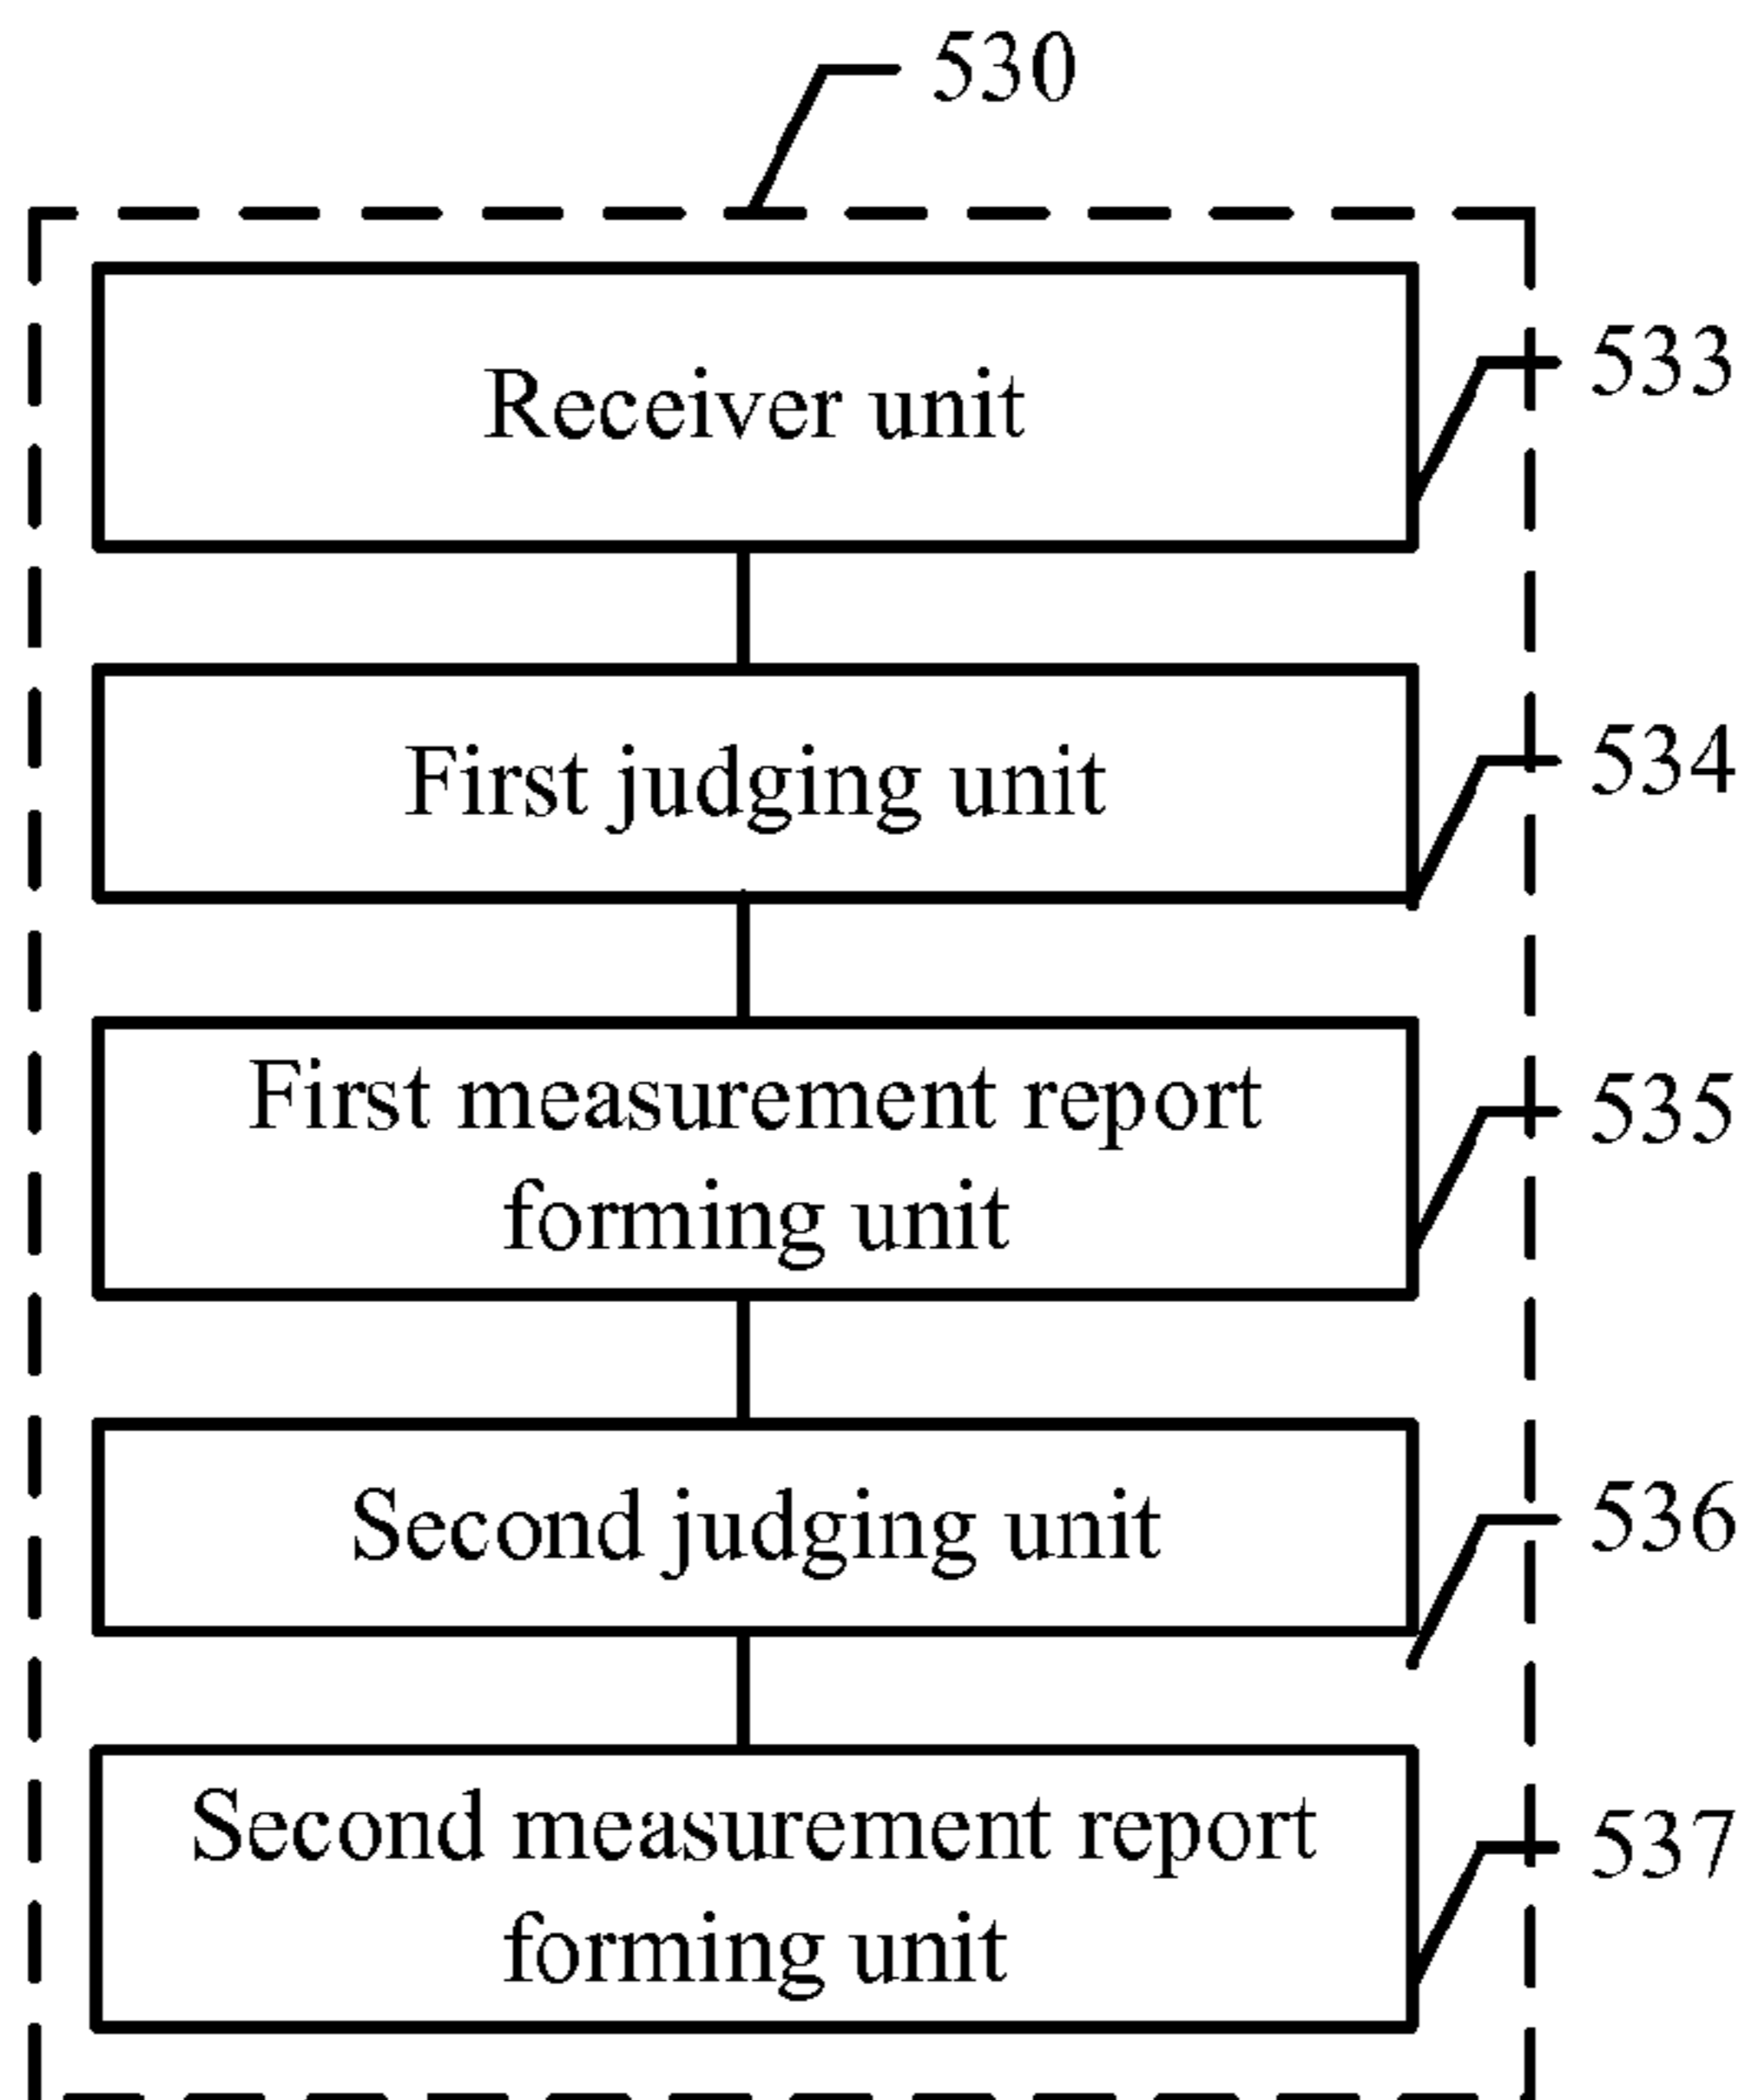 530
Receiver unit
533
First judging unit
534
First measurement report
forming unit
535
Second judging unit
536
Second measurement report
forming unit
537